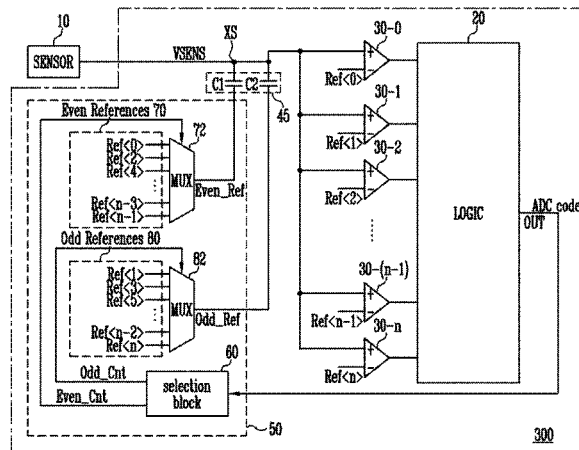 10
SENSOR
VSENS
XS
C1
C2
45
30-0
Ref<0>
30-1
Ref<1>
30-2
Ref<2>
30-(n-1)
Ref<n-1>
30-n
Ref<n>
20
LOGIC
ADC code
OUT
Even References 70
Ref<0>
Ref<2>
Ref<4>
Ref<n-3>
Ref<n-1>
72
MUX
Even_Ref
Odd References 80
Ref<1>
Ref<3>
Ref<5>
Ref<n-2>
Ref<n>
82
MUX
Odd_Ref
Odd_Cnt
Even_Cnt
60
selection
block
50
300
+
−
+
−
+
−
+
−
+
−